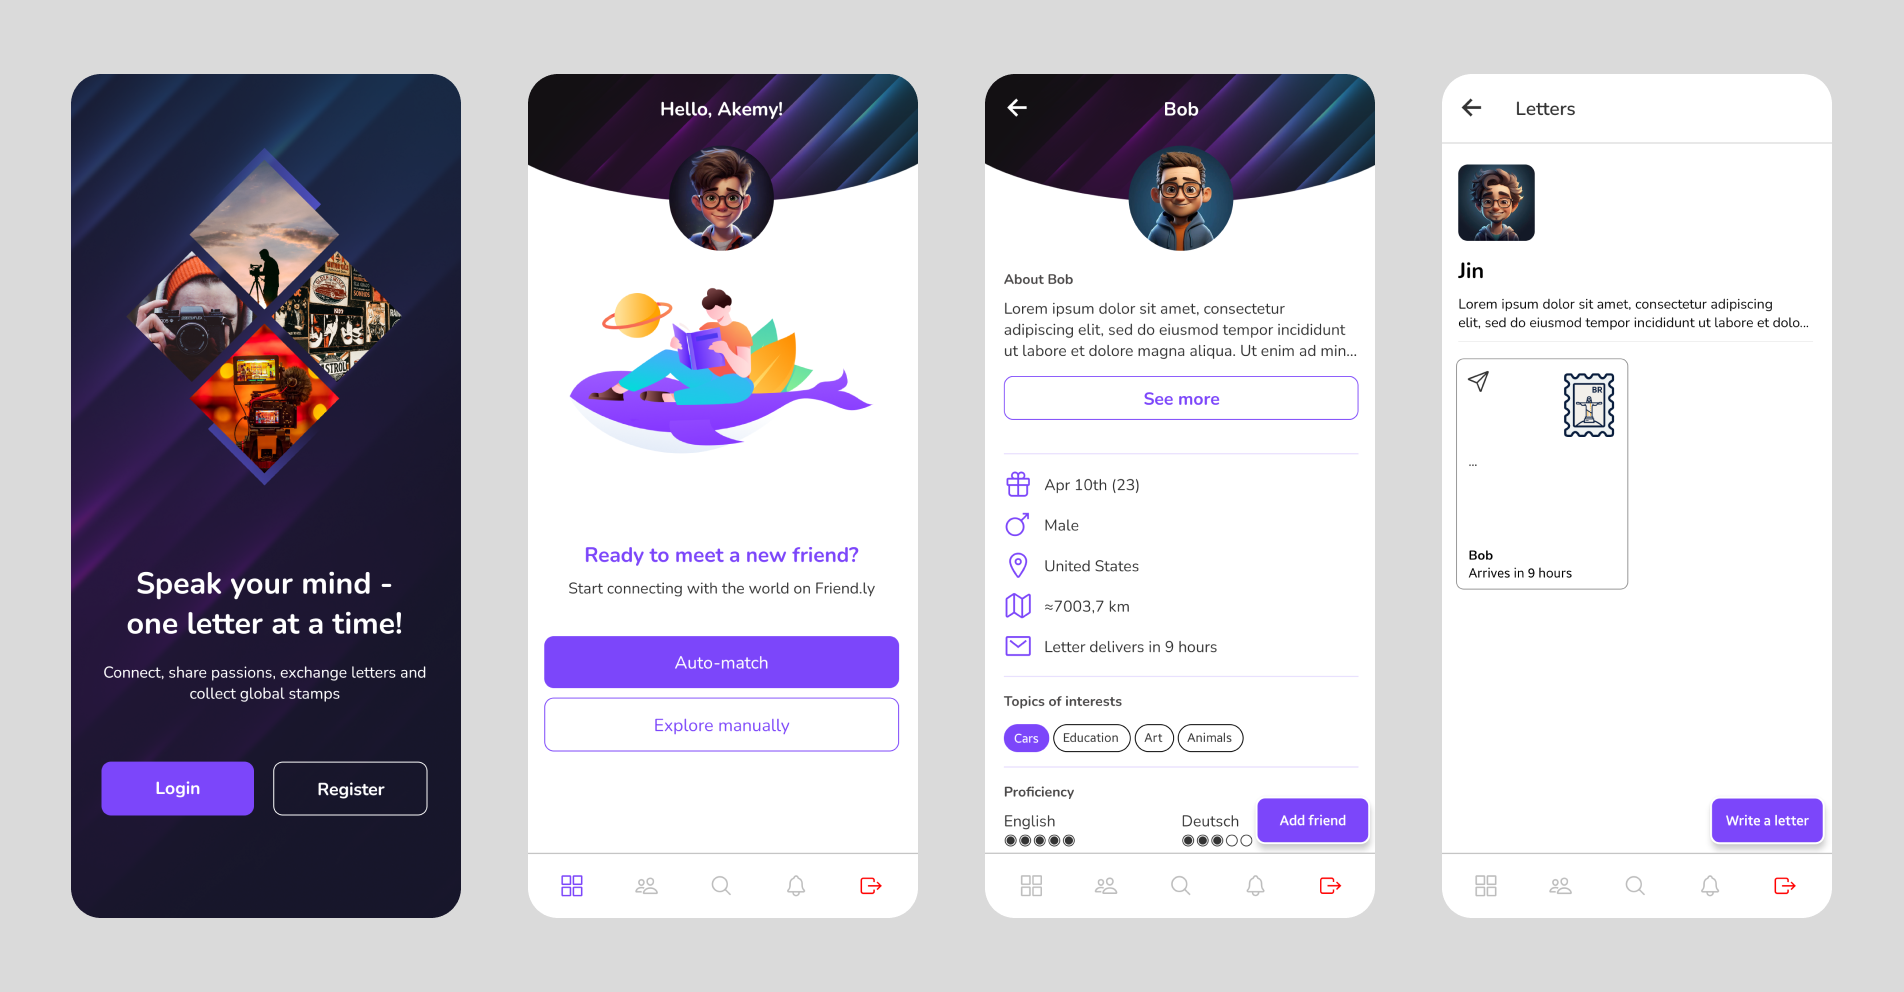 Speak your mind -
one letter at a time!
Connect, share passions, exchange letters and
collect global stamps
Login
Register
Hello, Akemy!
Ready to meet a new friend?
Start connecting with the world on Friend.ly
Auto-match
Explore manually
Bob
About Bob
Lorem ipsum dolor sit amet, consectetur
adipiscing elit, sed do eiusmod tempor incididunt
ut labore et dolore magna aliqua. Ut enim ad min...
See more
Apr 10th (23)
Male
United States
≈7003,7 km
Letter delivers in 9 hours
Topics of interests
Cars
Education
Art
Animals
Proficiency
English
Deutsch
Add friend
Letters
Jin
Lorem ipsum dolor sit amet, consectetur adipiscing
elit, sed do eiusmod tempor incididunt ut labore et dolo...
BR
...
Bob
Arrives in 9 hours
Write a letter